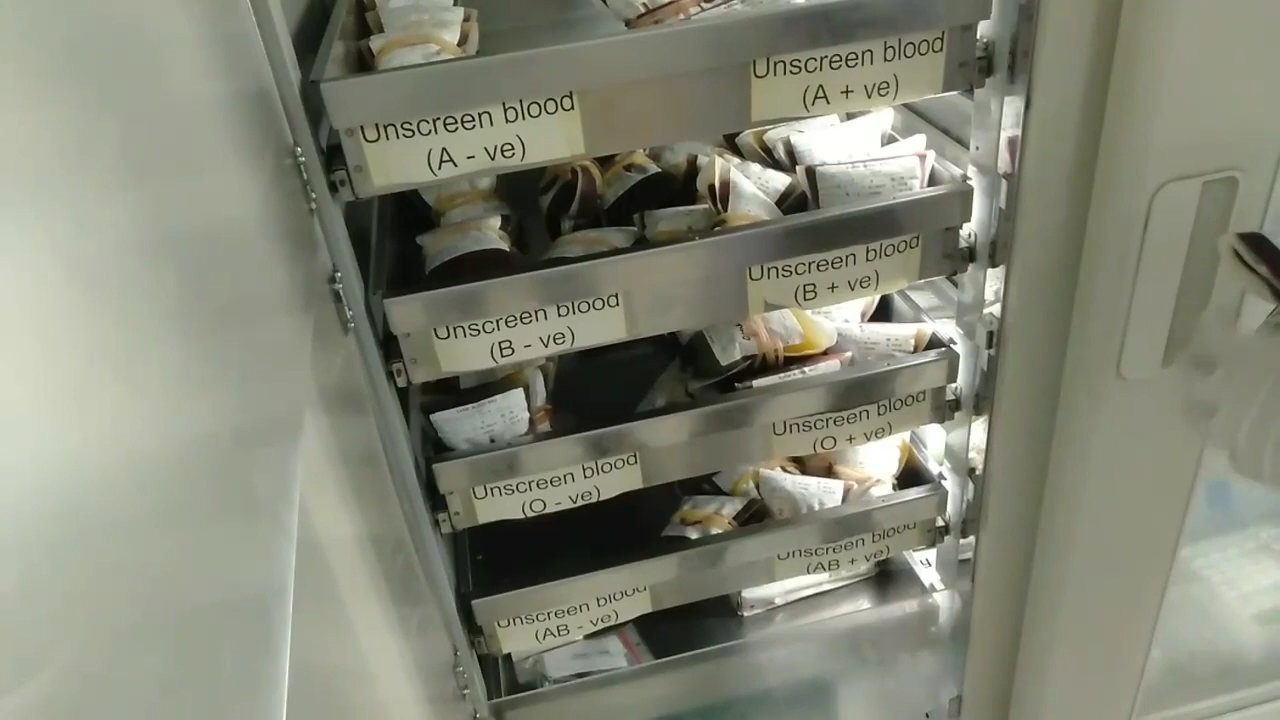 Unscreen blood
(A - ve)
Unscreen blood
(A + ve)
Unscreen blood
(B - ve)
Unscreen blood
(B + ve)
Unscreen blood
(O - ve)
Unscreen blood
(O + ve)
Unscreen blood
(AB - ve)
Unscreen blood
(AB + ve)